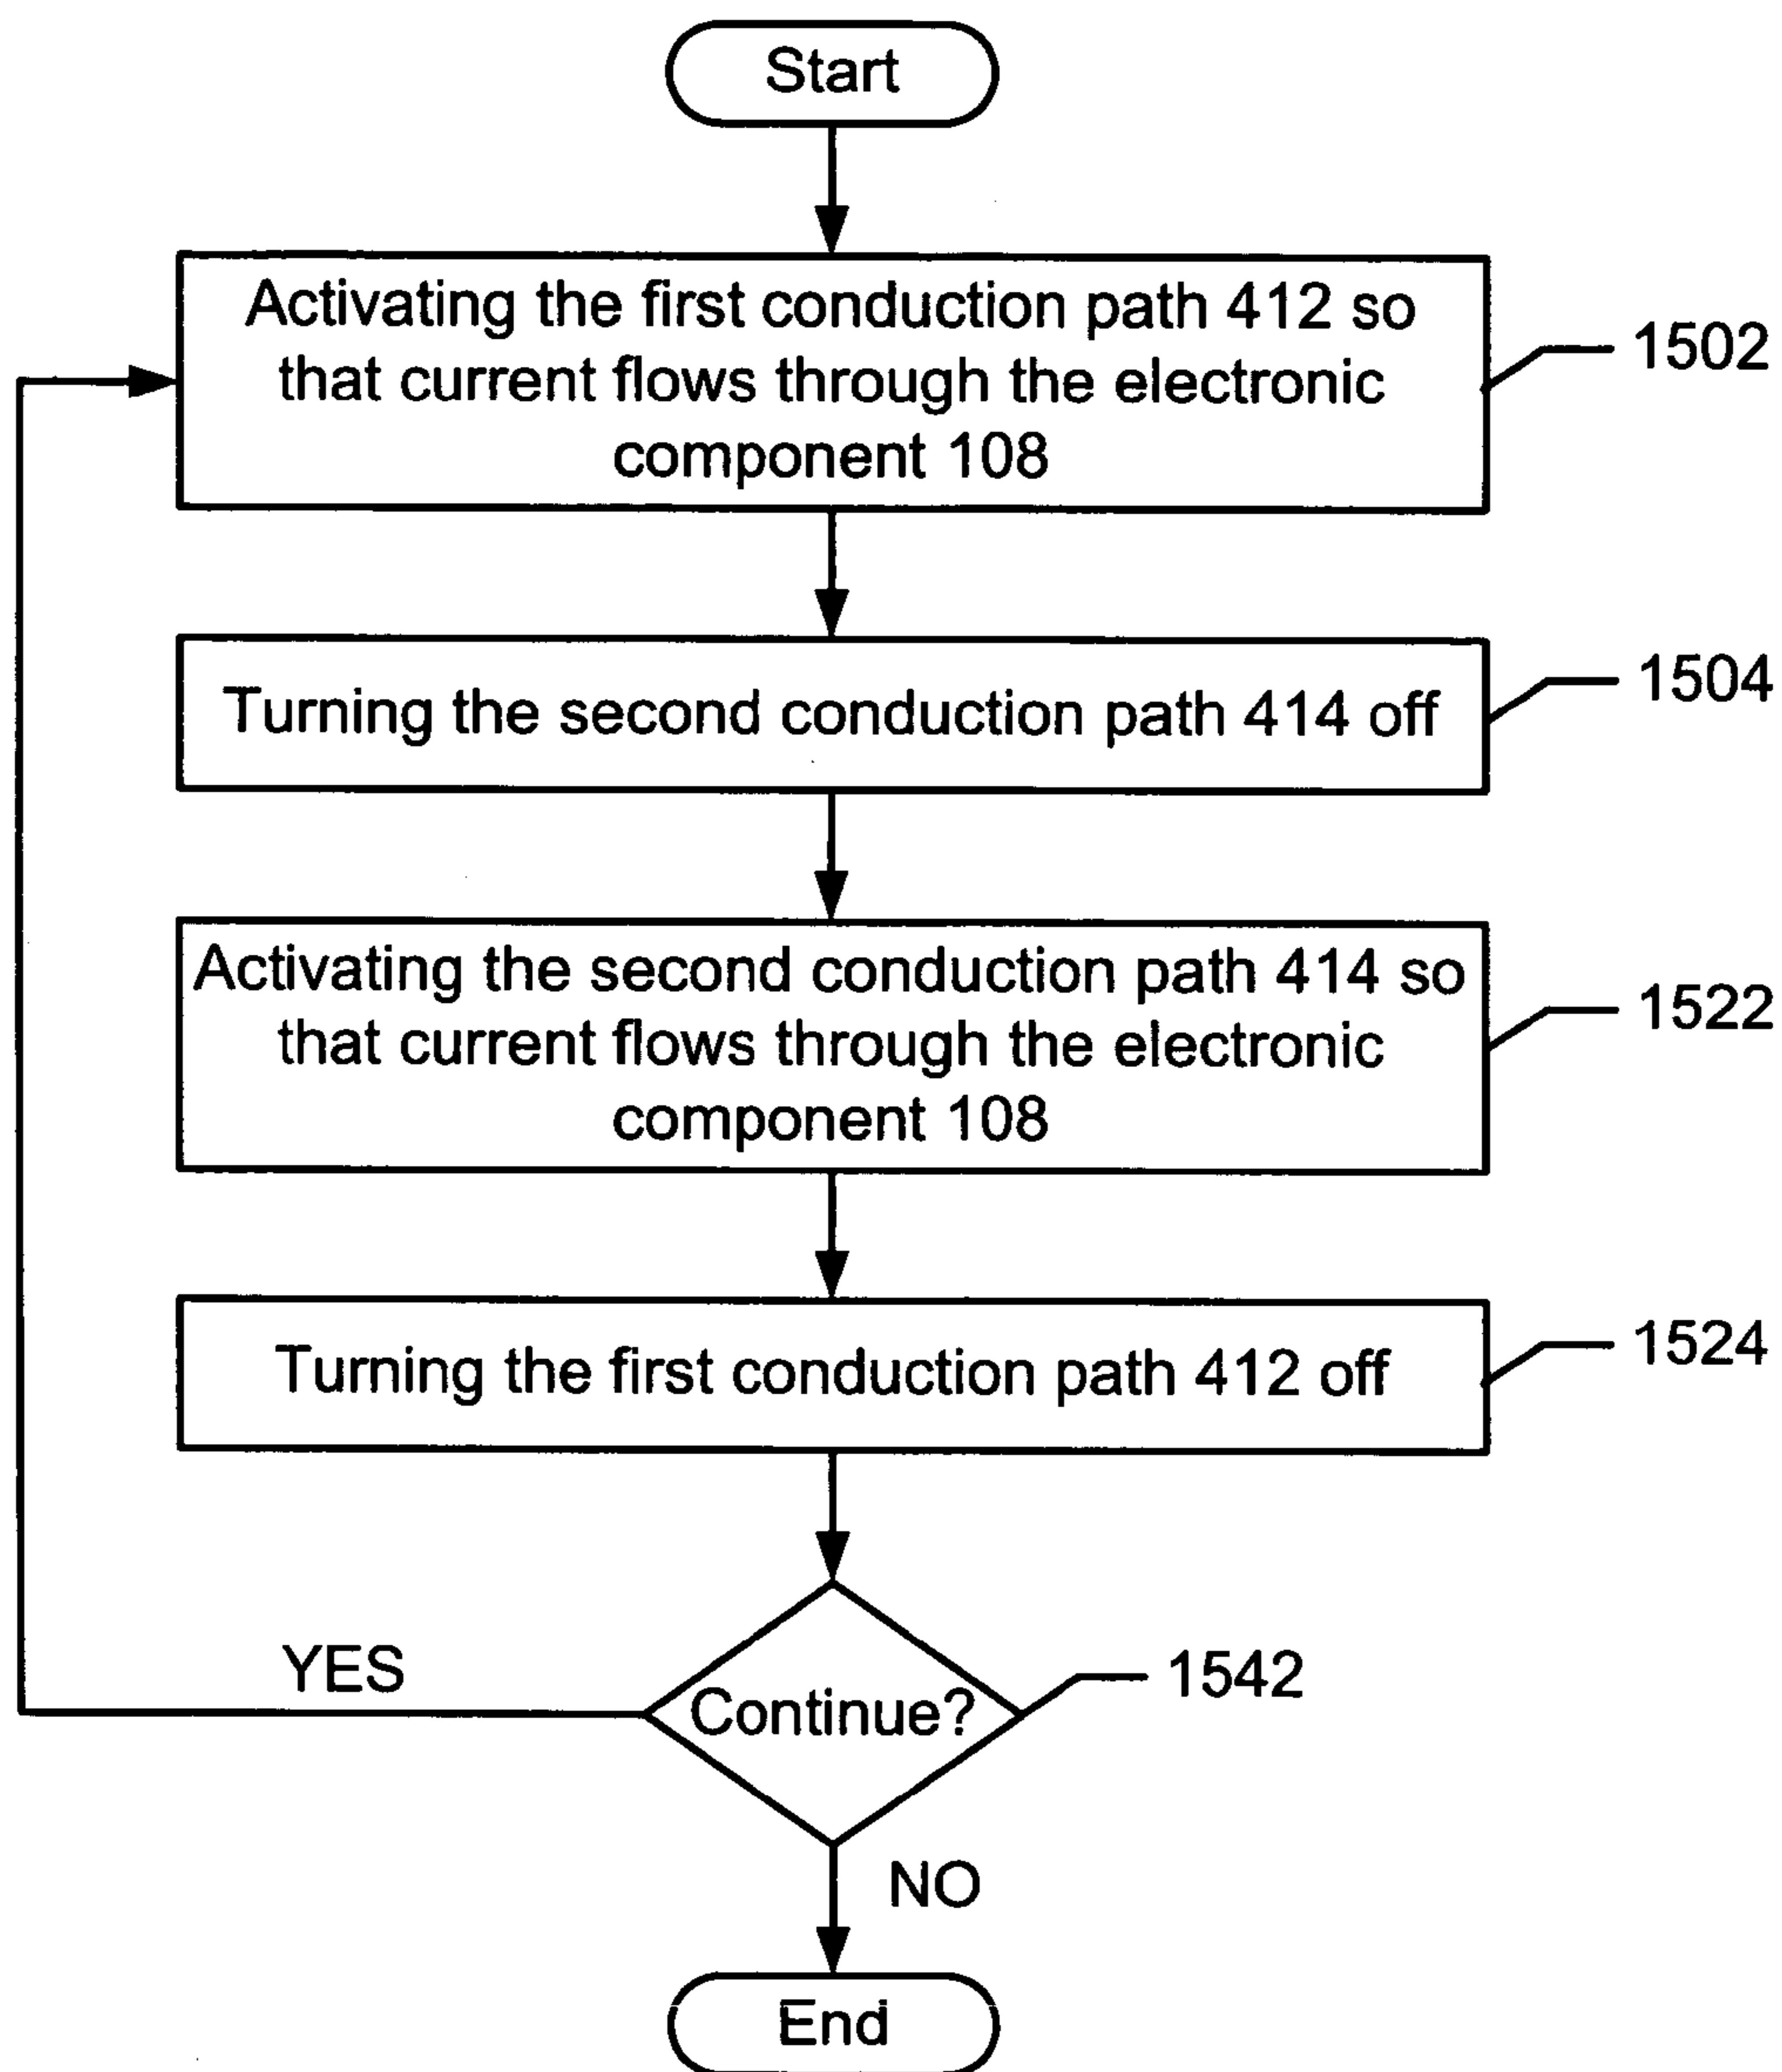 Start
Activating the first conduction path 412 so
that current flows through the electronic
component 108
1502
Turning the second conduction path 414 off
1504
Activating the second conduction path 414 so
that current flows through the electronic
component 108
1522
Turning the first conduction path 412 off
1524
Continue?
1542
YES
NO
End